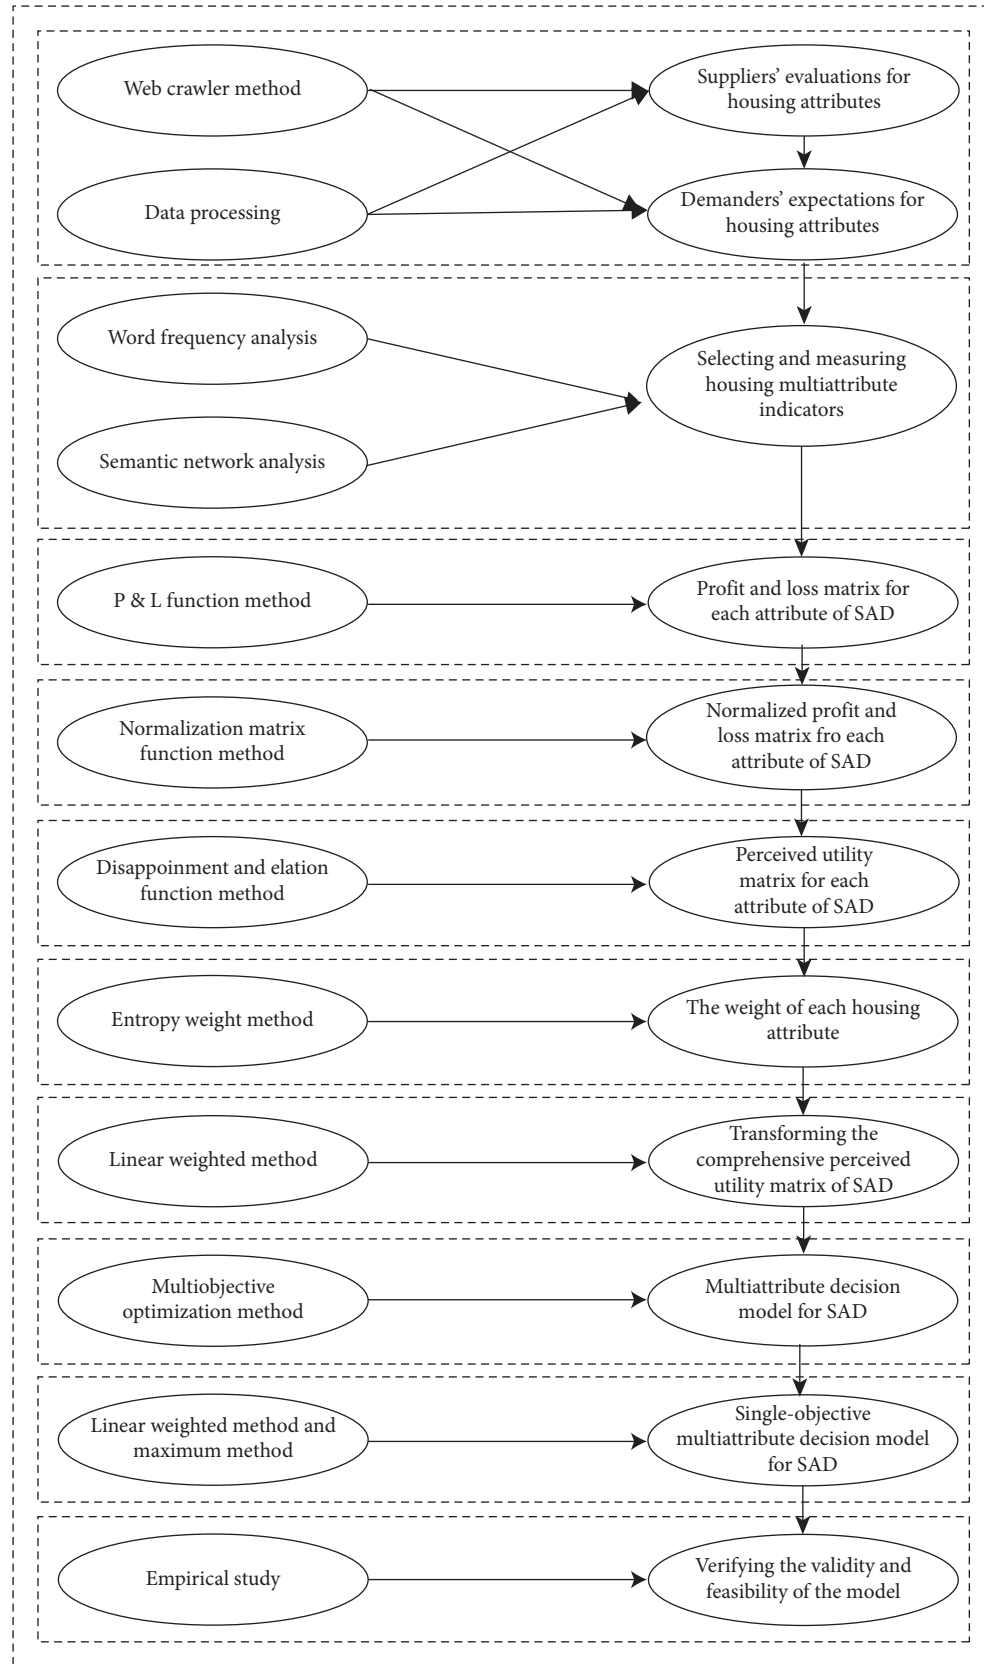 Web crawler method
Suppliers’ evaluations for
housing attributes
Data processing
Demanders’ expectations for
housing attributes
Word frequency analysis
Semantic network analysis
Selecting and measuring
housing multiattribute
indicators
P & L function method
Profit and loss matrix for
each attribute of SAD
Normalization matrix
function method
Normalized profit and
loss matrix fro each
attribute of SAD
Disappoinment and elation
function method
Perceived utility
matrix for each
attribute of SAD
Entropy weight method
The weight of each housing
attribute
Linear weighted method
Transforming the
comprehensive perceived
utility matrix of SAD
Multiobjective
optimization method
Multiattribute decision
model for SAD
Linear weighted method and
maximum method
Single-objective
multiattribute decision model
for SAD
Empirical study
Verifying the validity and
feasibility of the model